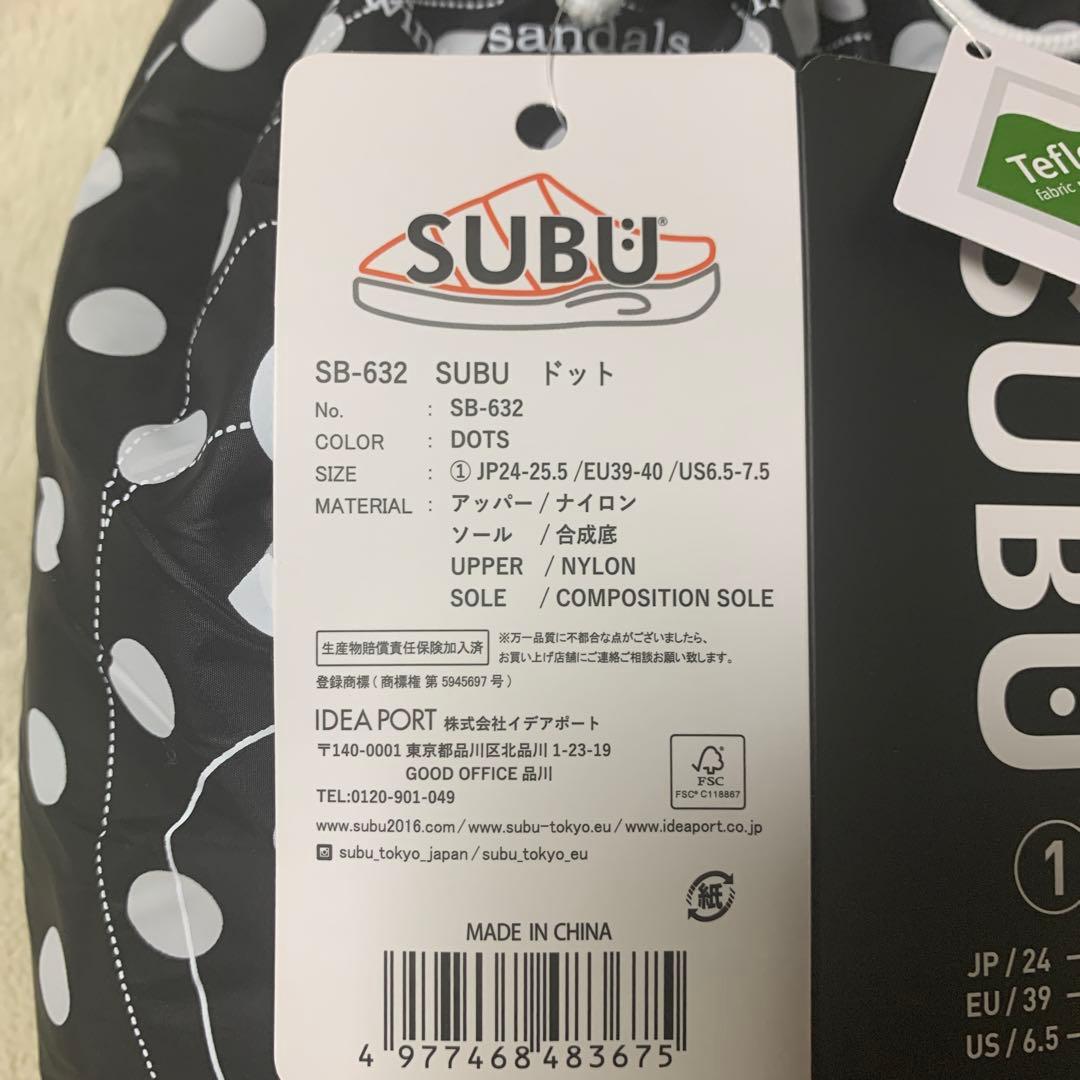 sandals
SUBU®
SB-632 SUBU ドット
No. : SB-632
COLOR : DOTS
SIZE : ① JP24-25.5 /EU39-40 /US6.5-7.5
MATERIAL : アッパー / ナイロン
ソール / 合成底
UPPER / NYLON
SOLE / COMPOSITION SOLE
生産物賠償責任保険加入済
※万一品質に不都合な点がございましたら、
お買い上げ店舗にご連絡ご相談お願い致します。
登録商標 ( 商標権 第 5945697 号 )
IDEA PORT 株式会社イデアポート
〒140-0001 東京都品川区北品川 1-23-19
GOOD OFFICE 品川
TEL:0120-901-049
FSC
FSC® C118867
www.subu2016.com / www.subu-tokyo.eu / www.ideaport.co.jp
subu_tokyo_japan / subu_tokyo_eu
紙
MADE IN CHINA
4 977468 483675
fabric
SUBU
1
JP / 24
EU / 39
US / 6.5